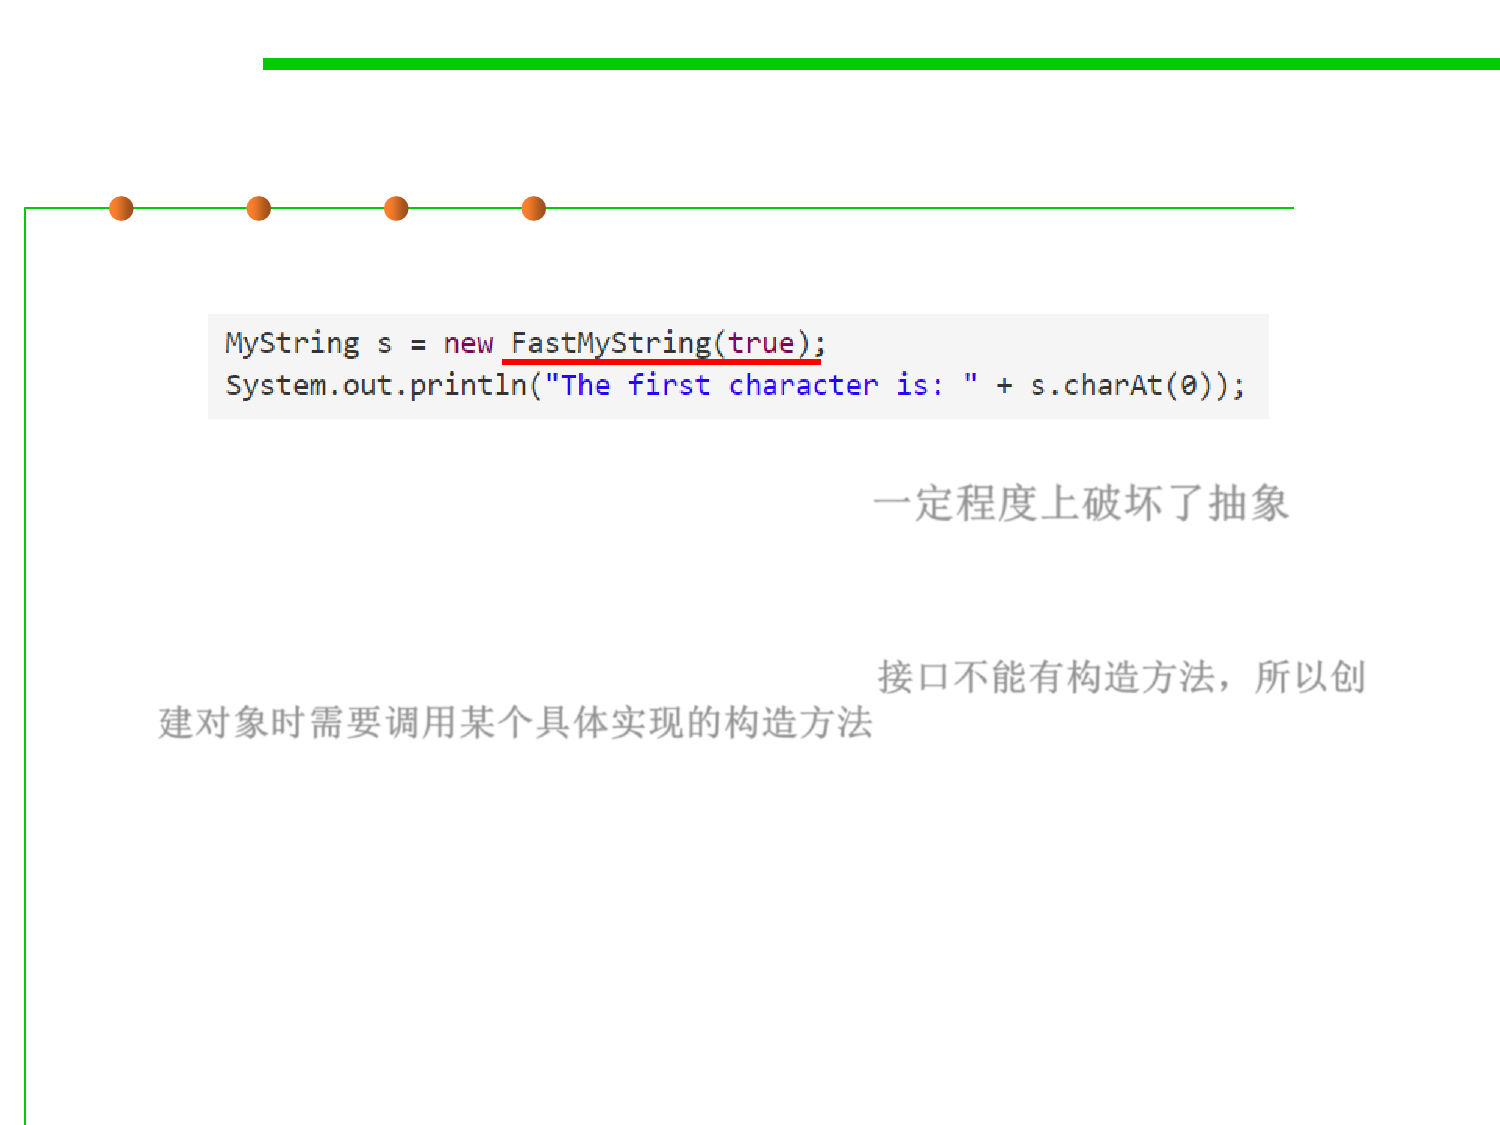 MyString s = new FastMyString(true);
System.out.println("The first character is: " + s.charAt(0));
一定程度上破坏了抽象
接口不能有构造方法，所以创
建对象时需要调用某个具体实现的构造方法